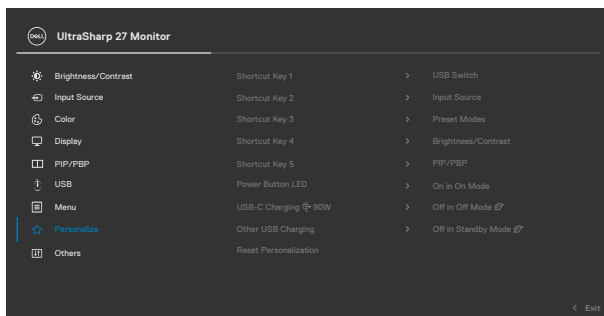 DELL UltraSharp 27 Monitor
Brightness/Contrast Shortcut Key 1 > USB Switch
Input Source Shortcut Key 2 > Input Source
Color Shortcut Key 3 > Preset Modes
Display Shortcut Key 4 > Brightness/Contrast
PIP/PBP Shortcut Key 5 > PIP/PBP
USB Power Button LED > On in On Mode
Menu USB-C Charging 90W > Off in Off Mode
Personalize Other USB Charging > Off in Standby Mode
Others Reset Personalization
< Exit